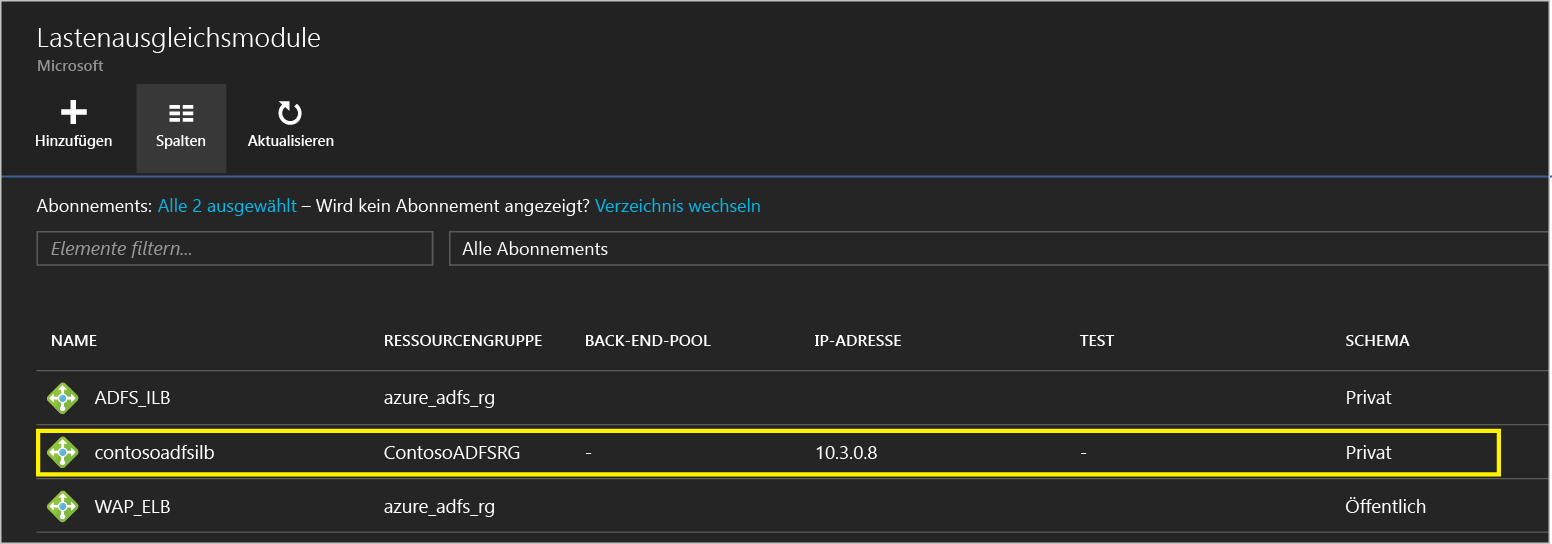 Lastenausgleichsmodule
Microsoft
Hinzufügen Spalten Aktualisieren
Abonnements: Alle 2 ausgewählt – Wird kein Abonnement angezeigt? Verzeichnis wechseln
Elemente filtern... Alle Abonnements
NAME RESSOURCENGRUPPE BACK-END-POOL IP-ADRESSE TEST SCHEMA
ADFS_ILB azure_adfs_rg Privat
contosoadfsilb ContosoADFSRG - 10.3.0.8 - Privat
WAP_ELB azure_adfs_rg Öffentlich